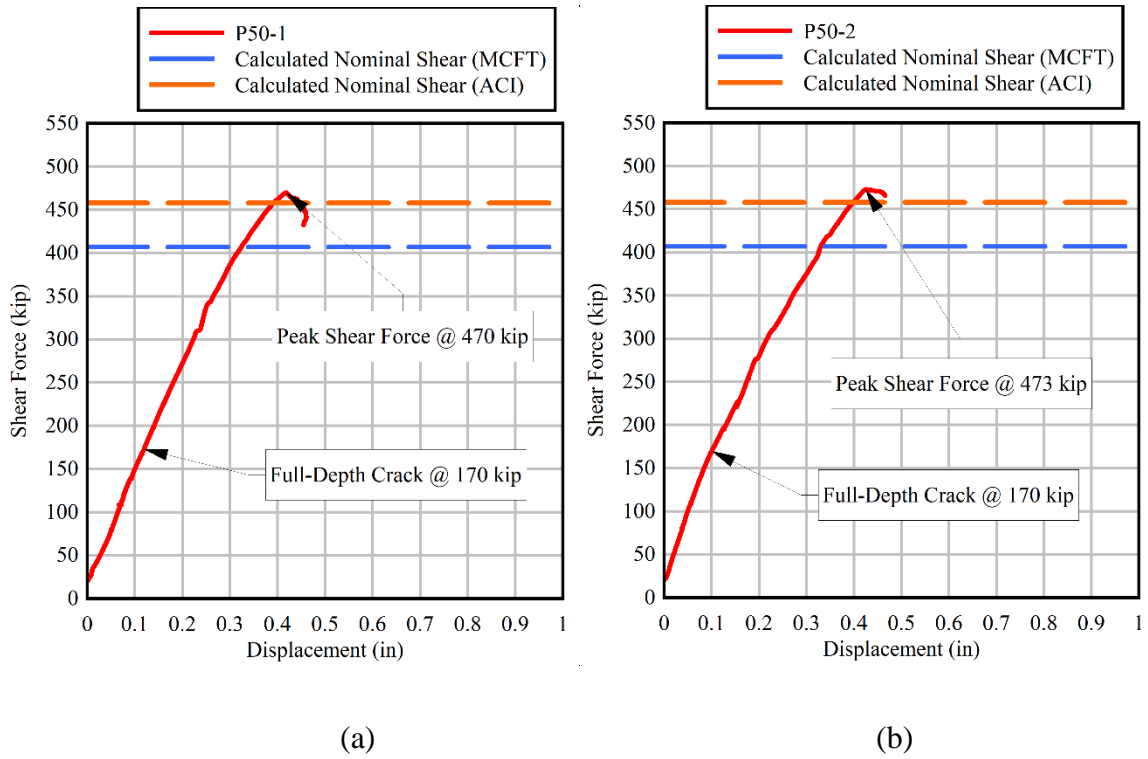 P50-1
Calculated Nominal Shear (MCFT)
Calculated Nominal Shear (ACI)
550
500
450
400
350
300
250
200
150
100
50
0
Shear Force (kip)
Peak Shear Force @ 470 kip
Full-Depth Crack @ 170 kip
0 0.1 0.2 0.3 0.4 0.5 0.6 0.7 0.8 0.9 1
Displacement (in)
(a)
P50-2
Calculated Nominal Shear (MCFT)
Calculated Nominal Shear (ACI)
550
500
450
400
350
300
250
200
150
100
50
0
Shear Force (kip)
Peak Shear Force @ 473 kip
Full-Depth Crack @ 170 kip
0 0.1 0.2 0.3 0.4 0.5 0.6 0.7 0.8 0.9 1
Displacement (in)
(b)